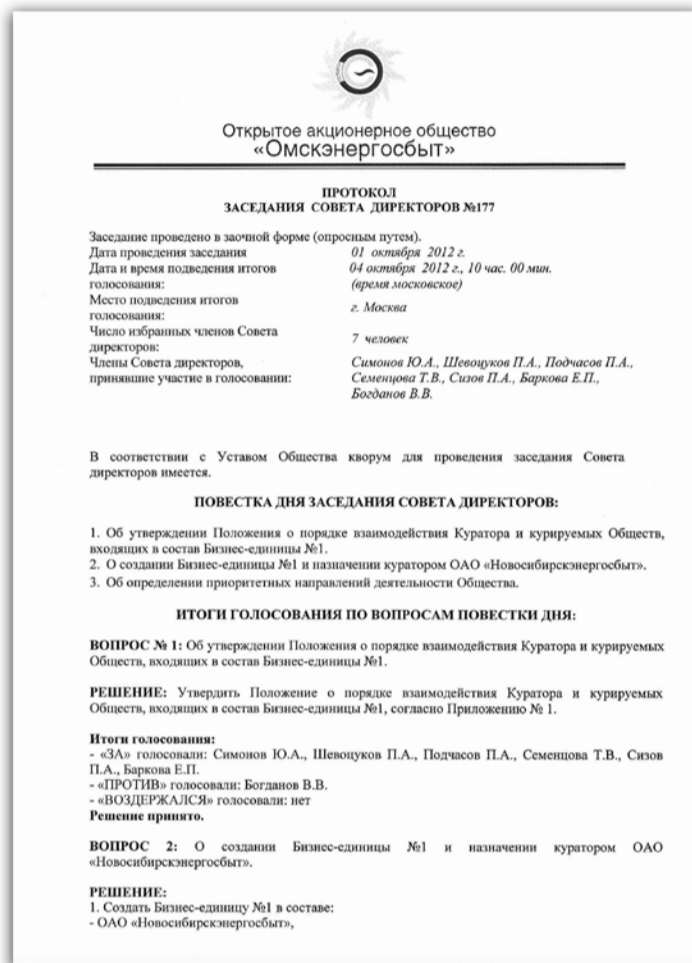 Открытое акционерное общество
«Омскэнергосбыт»
ПРОТОКОЛ
ЗАСЕДАНИЯ СОВЕТА ДИРЕКТОРОВ №177
Заседание проведено в заочной форме (опросным путем).
Дата проведения заседания 01 октября 2012 г.
Дата и время подведения итогов 04 октября 2012 г., 10 час. 00 мин.
голосования: (время московское)
Место подведения итогов
голосования: г. Москва
Число избранных членов Совета
директоров: 7 человек
Члены Совета директоров, Симонов Ю.А., Шевоцуков П.А., Подчасов П.А.,
принявшие участие в голосовании: Семенцова Т.В., Сизов П.А., Баркова Е.П.,
Богданов В.В.
В соответствии с Уставом Общества кворум для проведения заседания Совета
директоров имеется.
ПОВЕСТКА ДНЯ ЗАСЕДАНИЯ СОВЕТА ДИРЕКТОРОВ:
1. Об утверждении Положения о порядке взаимодействия Куратора и курируемых Обществ,
входящих в состав Бизнес-единицы №1.
2. О создании Бизнес-единицы №1 и назначении куратором ОАО «Новосибирскэнергосбыт».
3. Об определении приоритетных направлений деятельности Общества.
ИТОГИ ГОЛОСОВАНИЯ ПО ВОПРОСАМ ПОВЕСТКИ ДНЯ:
ВОПРОС № 1: Об утверждении Положения о порядке взаимодействия Куратора и курируемых
Обществ, входящих в состав Бизнес-единицы №1.
РЕШЕНИЕ: Утвердить Положение о порядке взаимодействия Куратора и курируемых
Обществ, входящих в состав Бизнес-единицы №1, согласно Приложению № 1.
Итоги голосования:
- «ЗА» голосовали: Симонов Ю.А., Шевоцуков П.А., Подчасов П.А., Семенцова Т.В., Сизов
П.А., Баркова Е.П.
- «ПРОТИВ» голосовали: Богданов В.В.
- «ВОЗДЕРЖАЛСЯ» голосовали: нет
Решение принято.
ВОПРОС 2: О создании Бизнес-единицы №1 и назначении куратором ОАО
«Новосибирскэнергосбыт».
РЕШЕНИЕ:
1. Создать Бизнес-единицу №1 в составе:
- ОАО «Новосибирскэнергосбыт»,